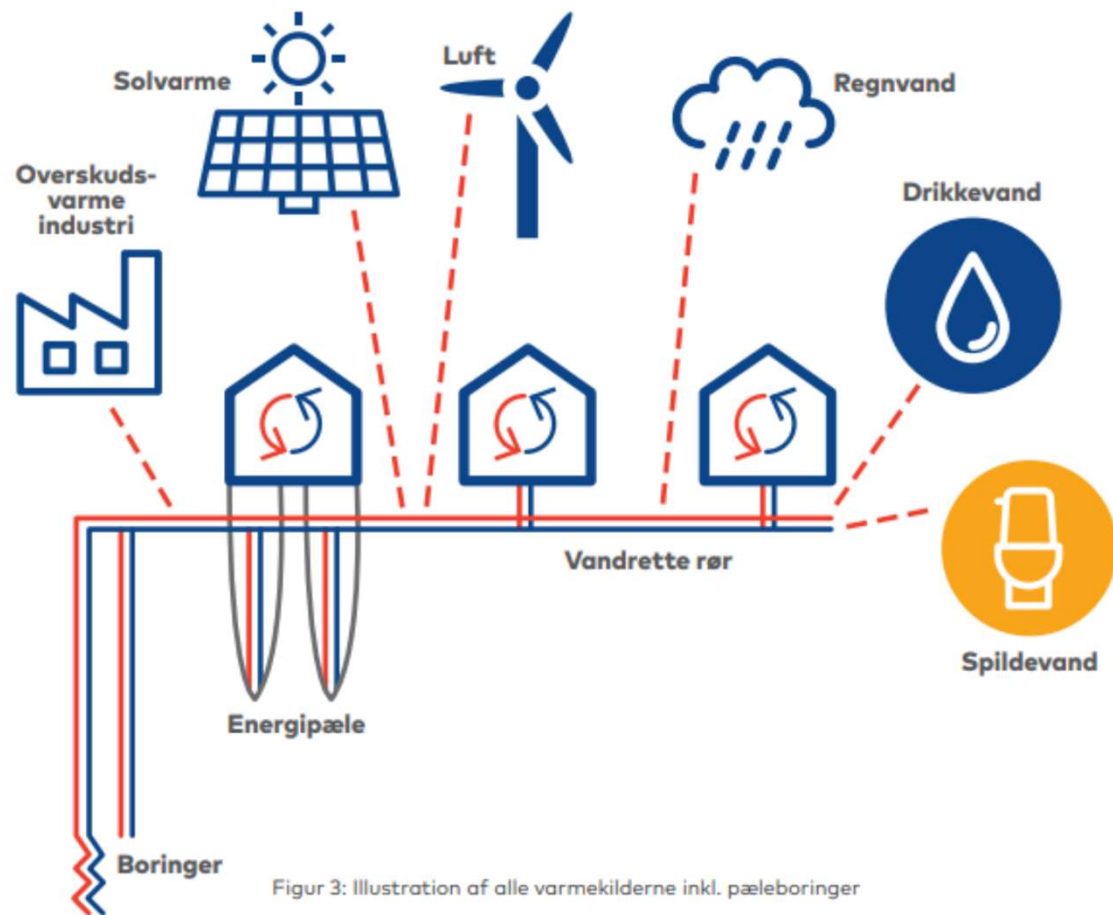 Solvarme
Luft
Regnvand
Overskuds-
varme
industri
Drikkevand
Vandrette rør
Spildevand
Energipæle
Boringer
Figur 3: Illustration af alle varmekilderne inkl. pæleboringer